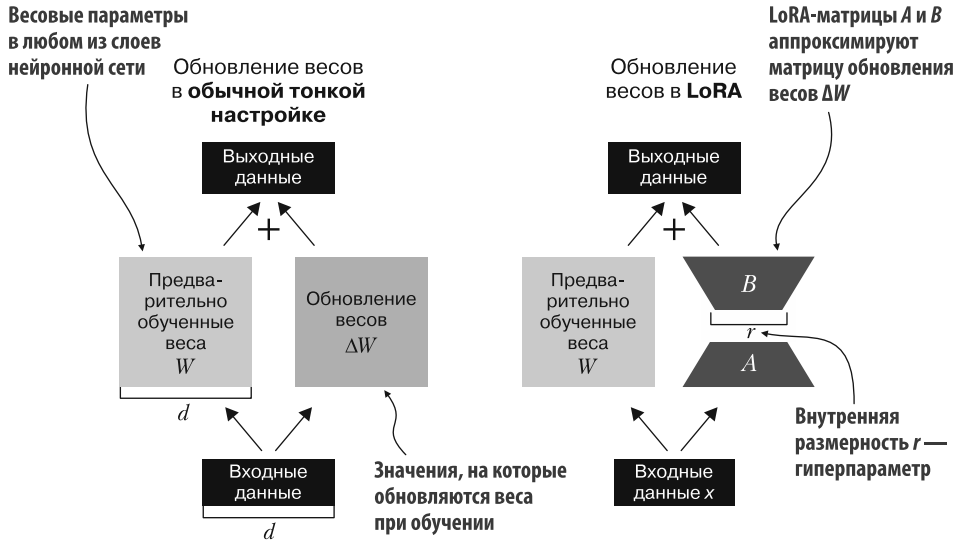 Весовые параметры
в любом из слоев
нейронной сети
Обновление весов
в обычной тонкой
настройке
Выходные
данные
+
Предва-
рительно
обученные
веса
W
d
Обновление
весов
ΔW
Входные
данные
d
Значения, на которые
обновляются веса
при обучении
Обновление
весов в LoRA
LoRA-матрицы A и B
аппроксимируют
матрицу обновления
весов ΔW
Выходные
данные
+
Предва-
рительно
обученные
веса
W
B
r
A
Входные
данные x
Внутренняя
размерность r —
гиперпараметр